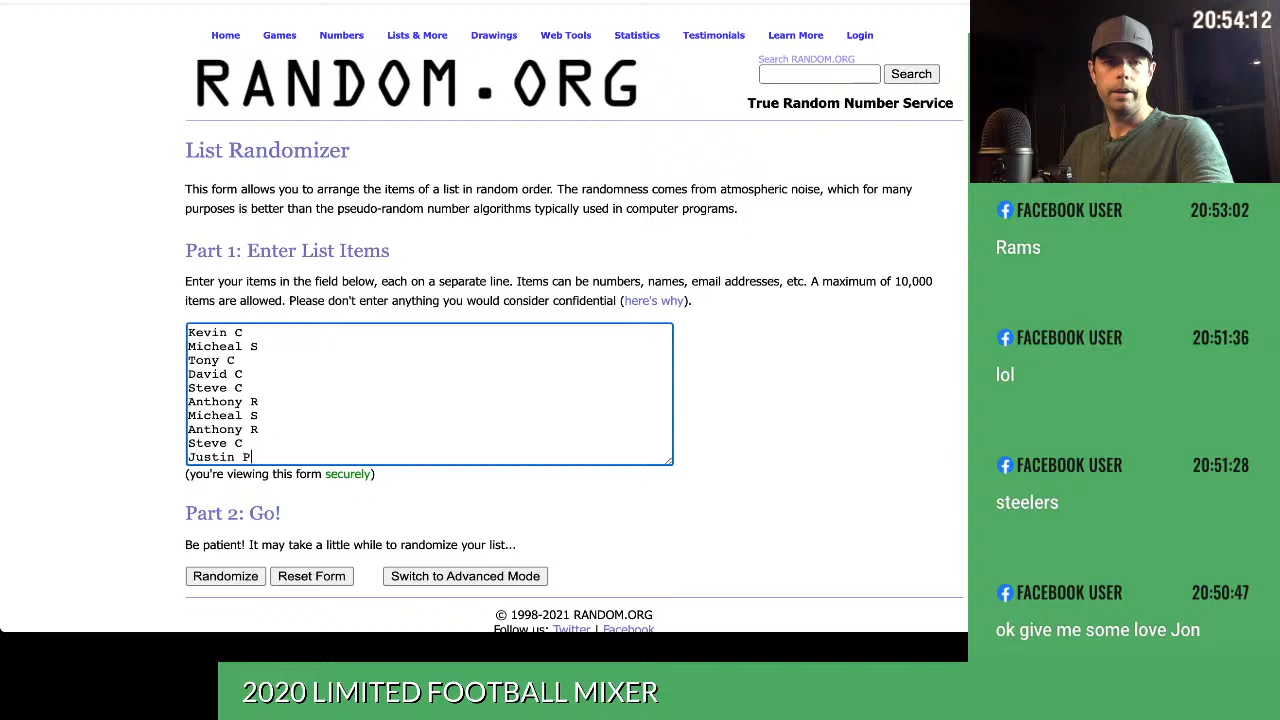 Home Games Numbers Lists & More Drawings Web Tools Statistics Testimonials Learn More Login
RANDOM.ORG
Search RANDOM.ORG
Search
True Random Number Service
List Randomizer
This form allows you to arrange the items of a list in random order. The randomness comes from atmospheric noise, which for many
purposes is better than the pseudo-random number algorithms typically used in computer programs.
Part 1: Enter List Items
Enter your items in the field below, each on a separate line. Items can be numbers, names, email addresses, etc. A maximum of 10,000
items are allowed. Please don't enter anything you would consider confidential (here's why).
Kevin C
Micheal S
Tony C
David C
Steve C
Anthony R
Micheal S
Anthony R
Steve C
Justin P
(you're viewing this form securely)
Part 2: Go!
Be patient! It may take a little while to randomize your list...
Randomize Reset Form Switch to Advanced Mode
© 1998-2021 RANDOM.ORG
Follow us: Twitter | Facebook
20:54:12
FACEBOOK USER 20:53:02
Rams
FACEBOOK USER 20:51:36
lol
FACEBOOK USER 20:51:28
steelers
FACEBOOK USER 20:50:47
ok give me some love Jon
2020 LIMITED FOOTBALL MIXER